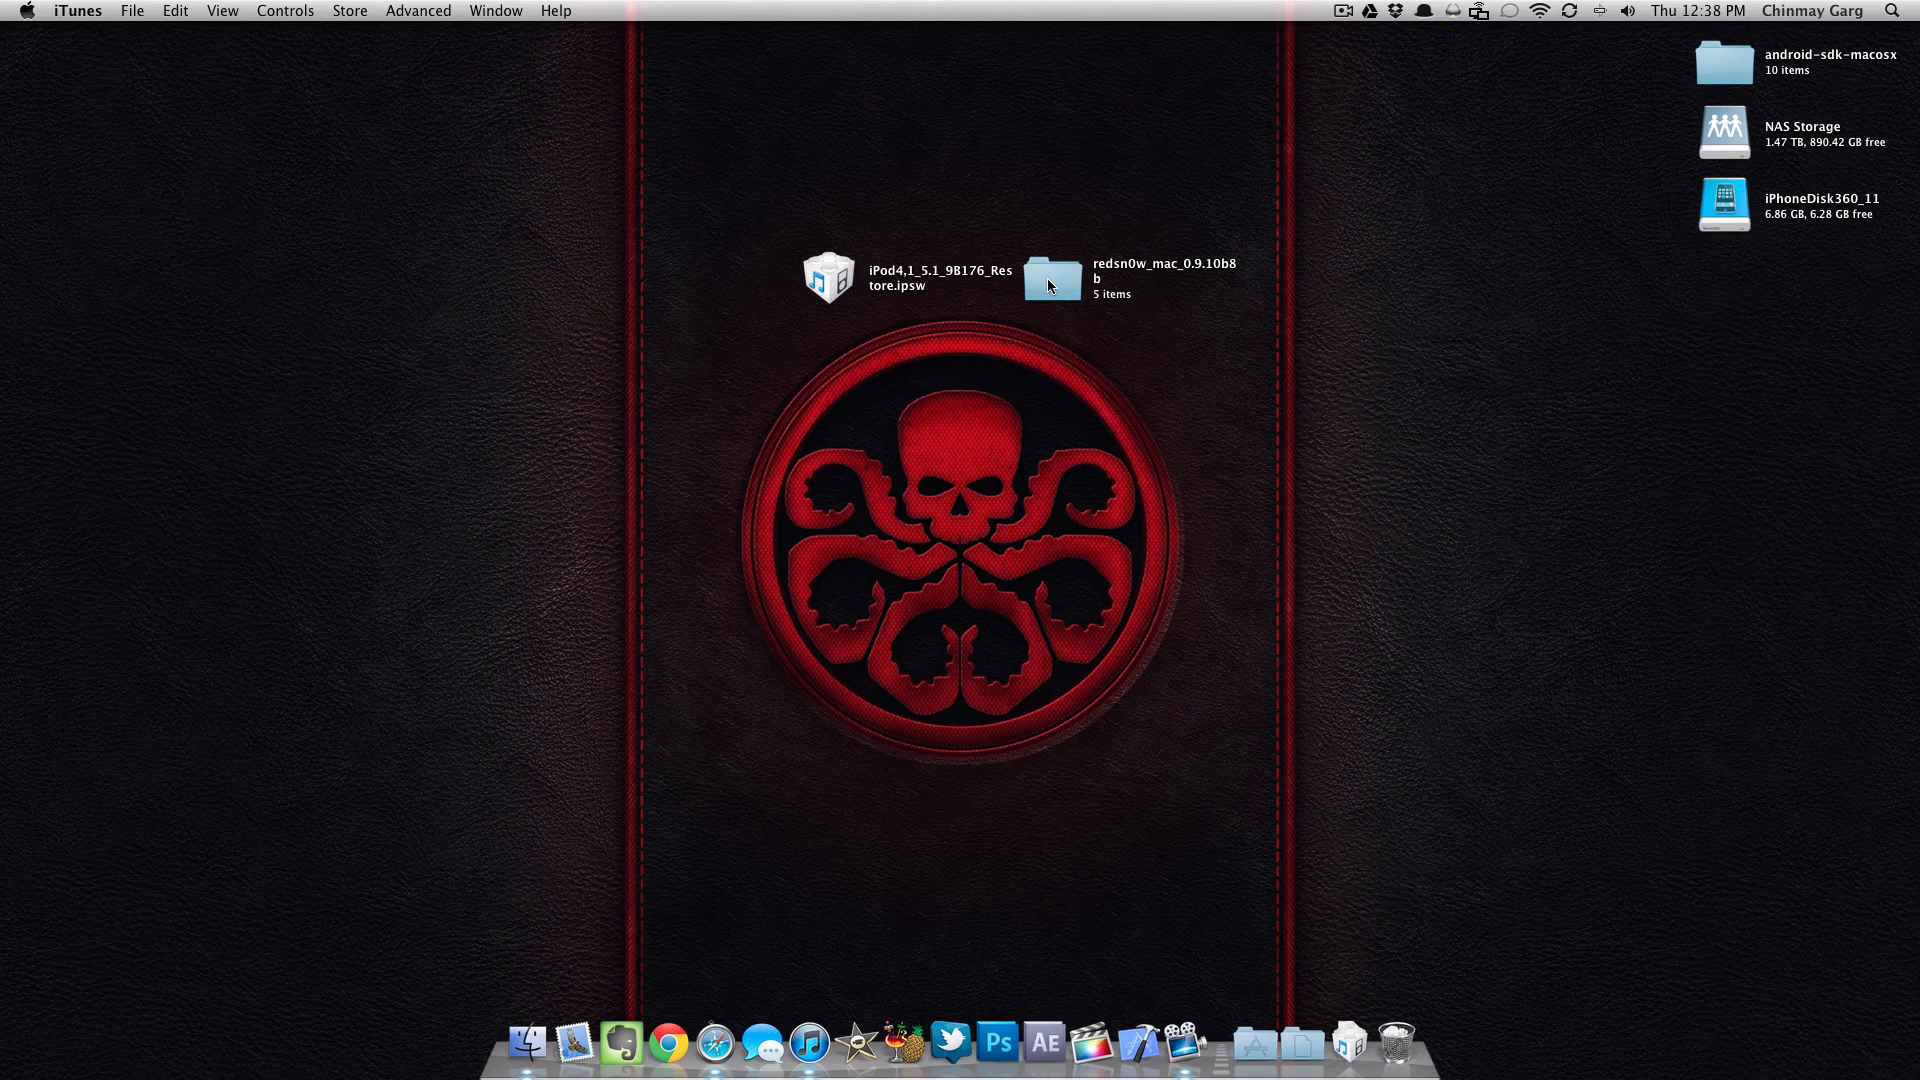 iTunes File Edit View Controls Store Advanced Window Help Thu 12:38 PM Chinmay Garg
android-sdk-macosx
10 items
NAS Storage
1.47 TB, 890.42 GB free
iPhoneDisk360_11
6.86 GB, 6.28 GB free
iPod4,1_5.1_9B176_Res
tore.ipsw
redsn0w_mac_0.9.10b8
b
5 items
Ps
AE